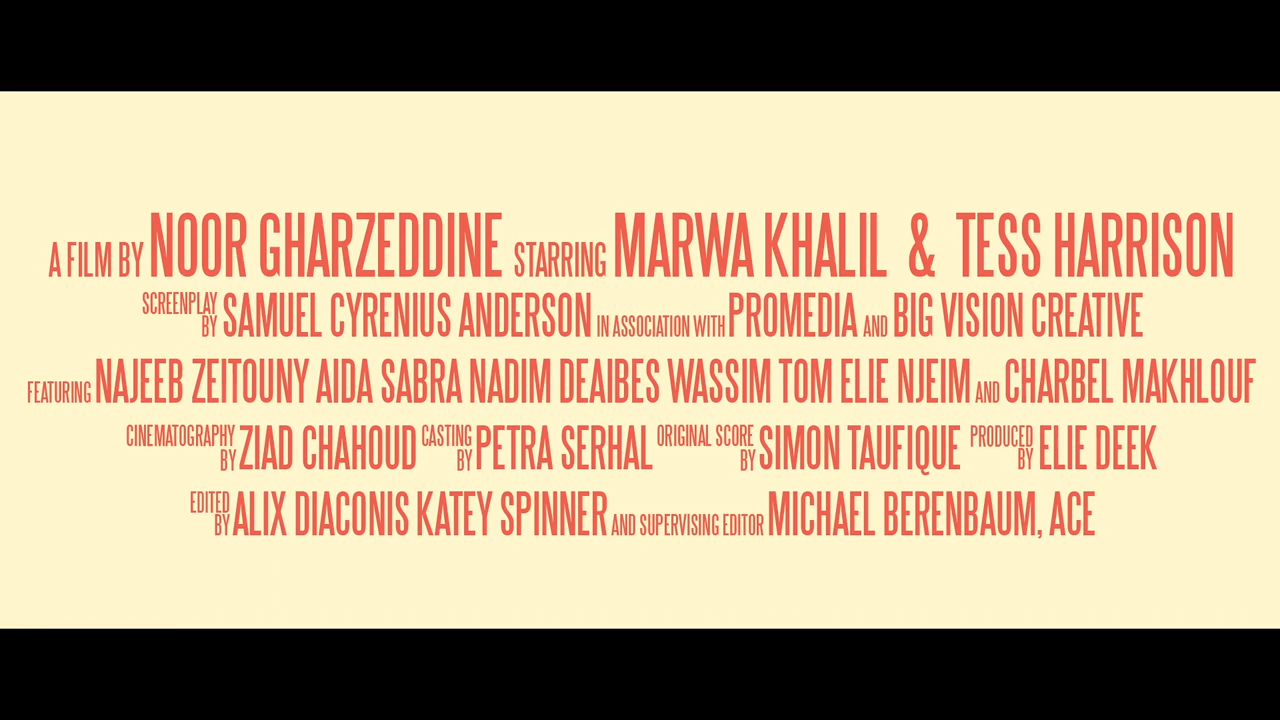 A FILM BY NOOR GHARZEDDINE STARRING MARWA KHALIL & TESS HARRISON
SCREENPLAY BY SAMUEL CYRENIUS ANDERSON IN ASSOCIATION WITH PROMEDIA AND BIG VISION CREATIVE
FEATURING NAJEEB ZEITOUNY AIDA SABRA NADIM DEAIBES WASSIM TOM ELIE NJEIM AND CHARBEL MAKHLOUF
CINEMATOGRAPHY BY ZIAD CHAHOUD CASTING BY PETRA SERHAL ORIGINAL SCORE BY SIMON TAUFIQUE PRODUCED BY ELIE DEEK
EDITED BY ALIX DIACONIS KATEY SPINNER AND SUPERVISING EDITOR MICHAEL BERENBAUM, ACE